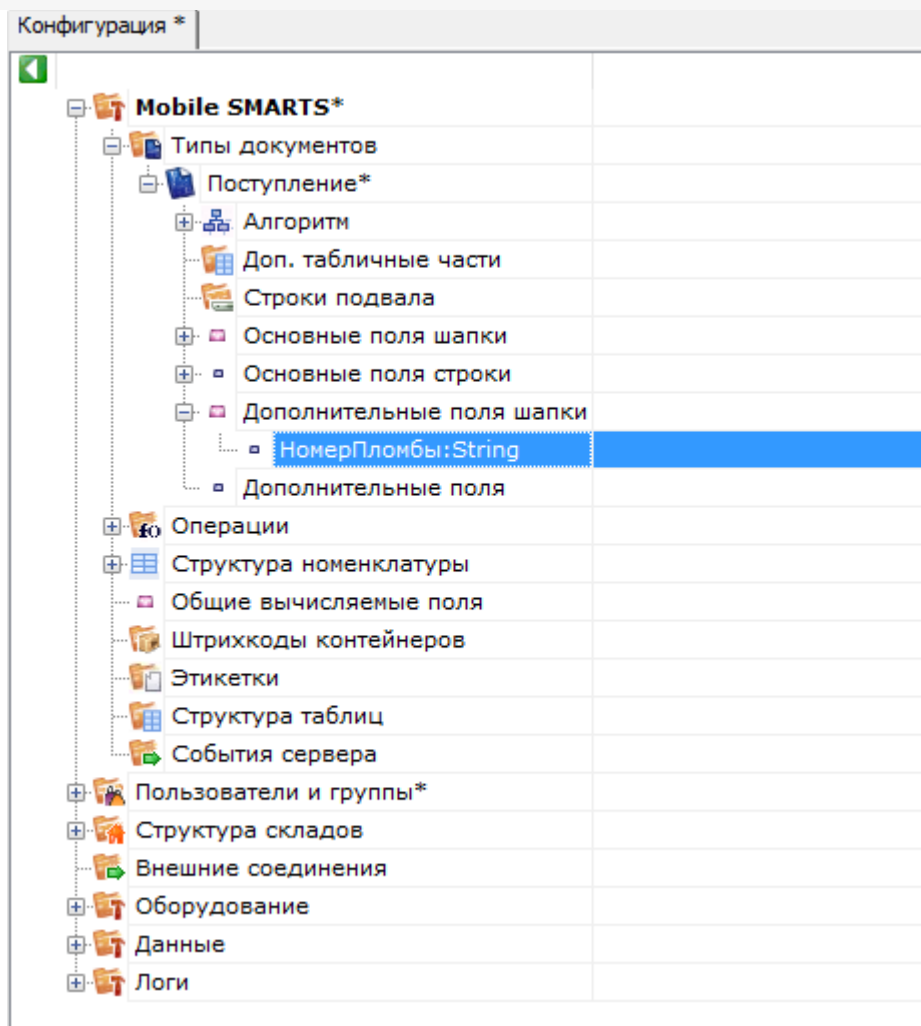 Конфигурация *
Mobile SMARTS*
Типы документов
Поступление*
Алгоритм
Доп. табличные части
Строки подвала
Основные поля шапки
Основные поля строки
Дополнительные поля шапки
НомерПломбы:String
Дополнительные поля
Операции
Структура номенклатуры
Общие вычисляемые поля
Штрихкоды контейнеров
Этикетки
Структура таблиц
События сервера
Пользователи и группы*
Структура складов
Внешние соединения
Оборудование
Данные
Логи